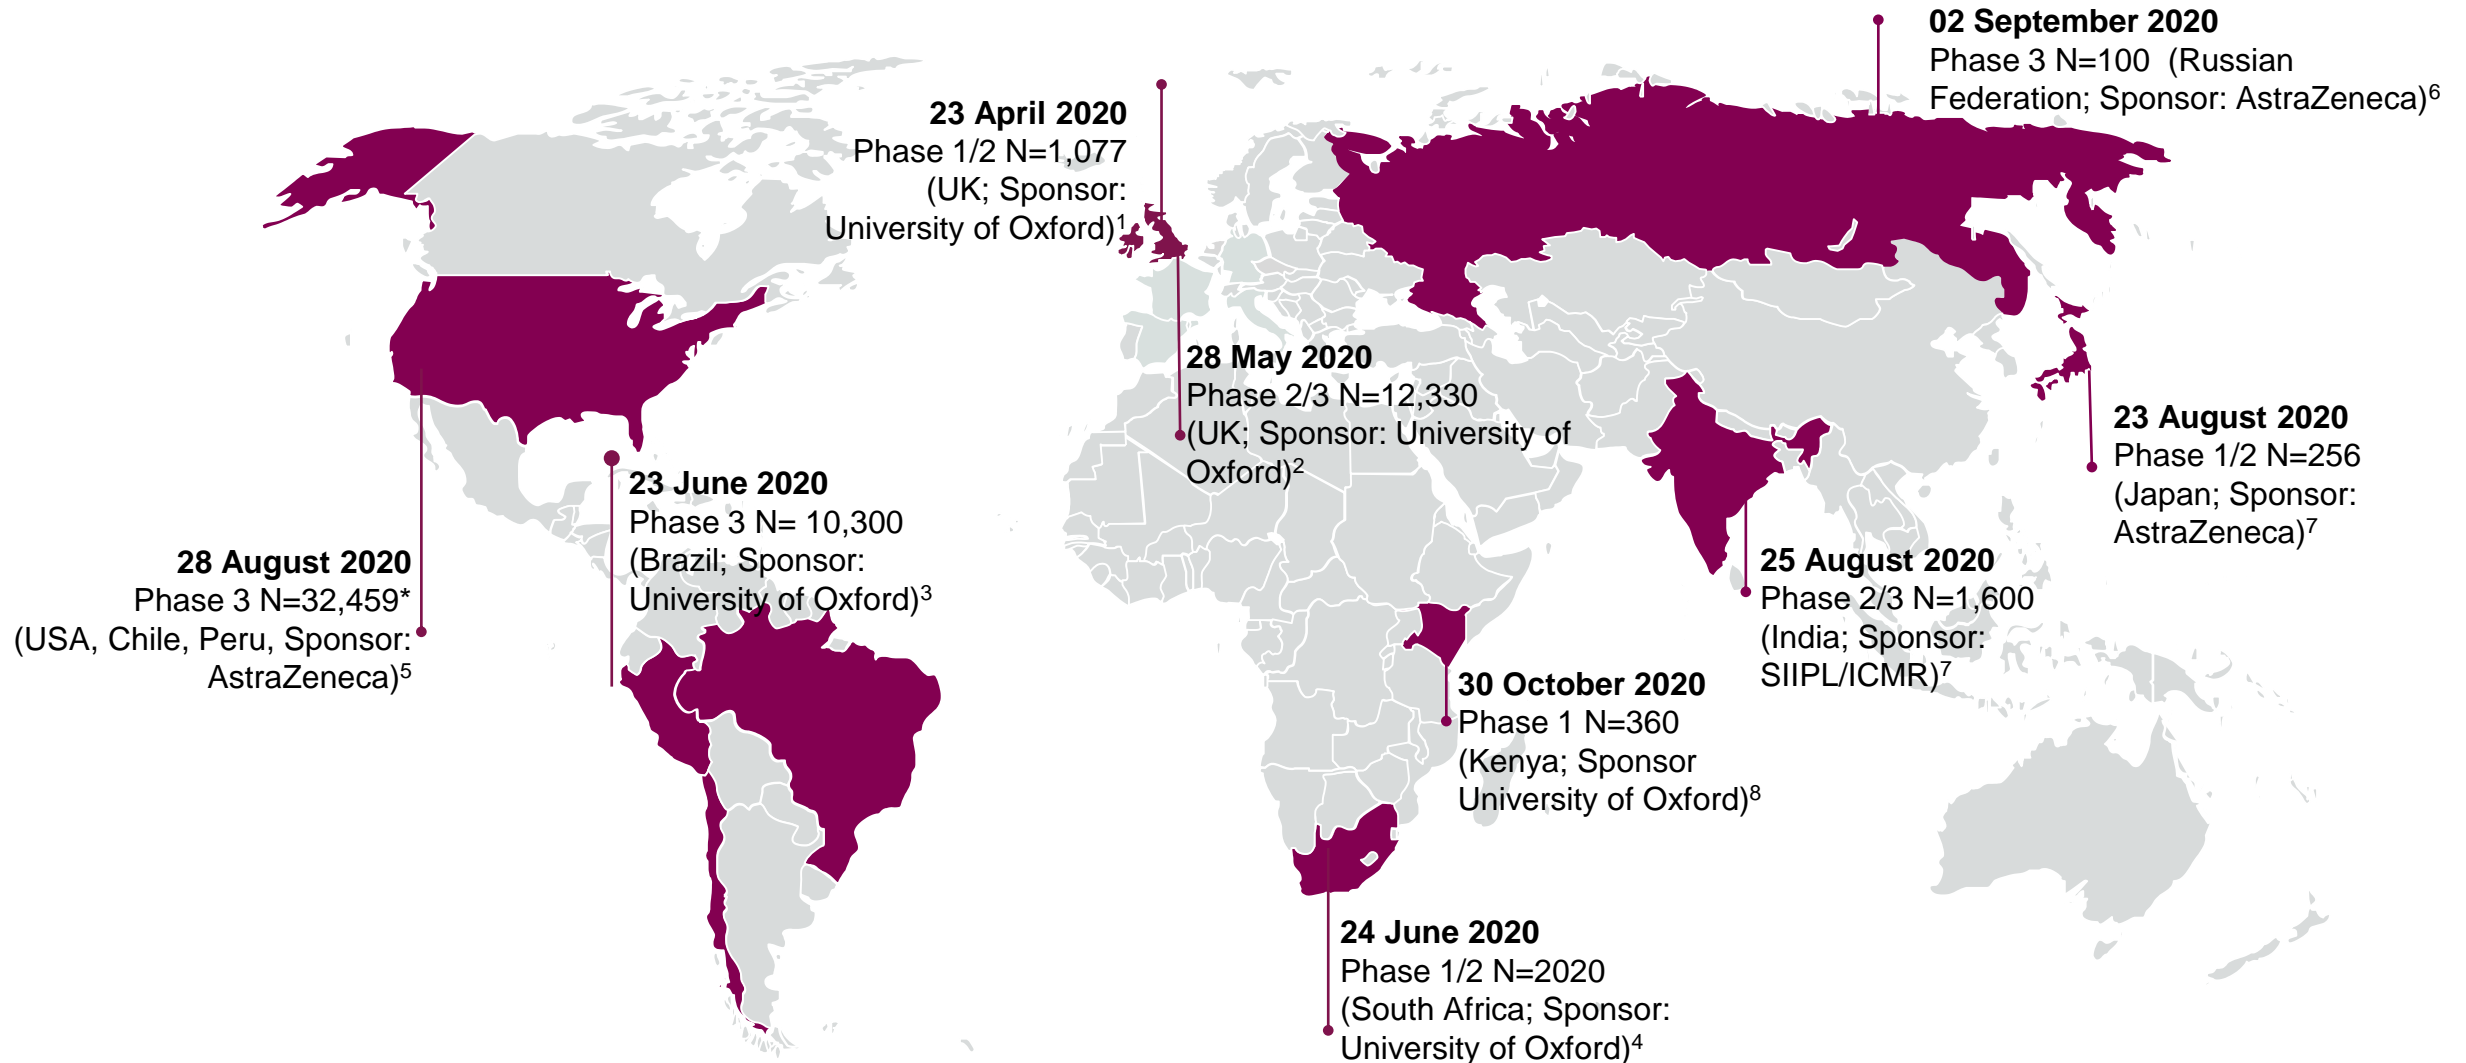 02 September 2020
Phase 3 N=100 (Russian
Federation; Sponsor: AstraZeneca)6
23 April 2020
Phase 1/2 N=1,077
(UK; Sponsor:
University of Oxford)1
28 May 2020
Phase 2/3 N=12,330
(UK; Sponsor: University of
Oxford)2
23 August 2020
Phase 1/2 N=256
(Japan; Sponsor:
AstraZeneca)7
23 June 2020
Phase 3 N= 10,300
(Brazil; Sponsor:
University of Oxford)3
28 August 2020
Phase 3 N=32,459*
(USA, Chile, Peru, Sponsor:
AstraZeneca)5
25 August 2020
Phase 2/3 N=1,600
(India; Sponsor:
SIIPL/ICMR)7
30 October 2020
Phase 1 N=360
(Kenya; Sponsor
University of Oxford)8
24 June 2020
Phase 1/2 N=2020
(South Africa; Sponsor:
University of Oxford)4